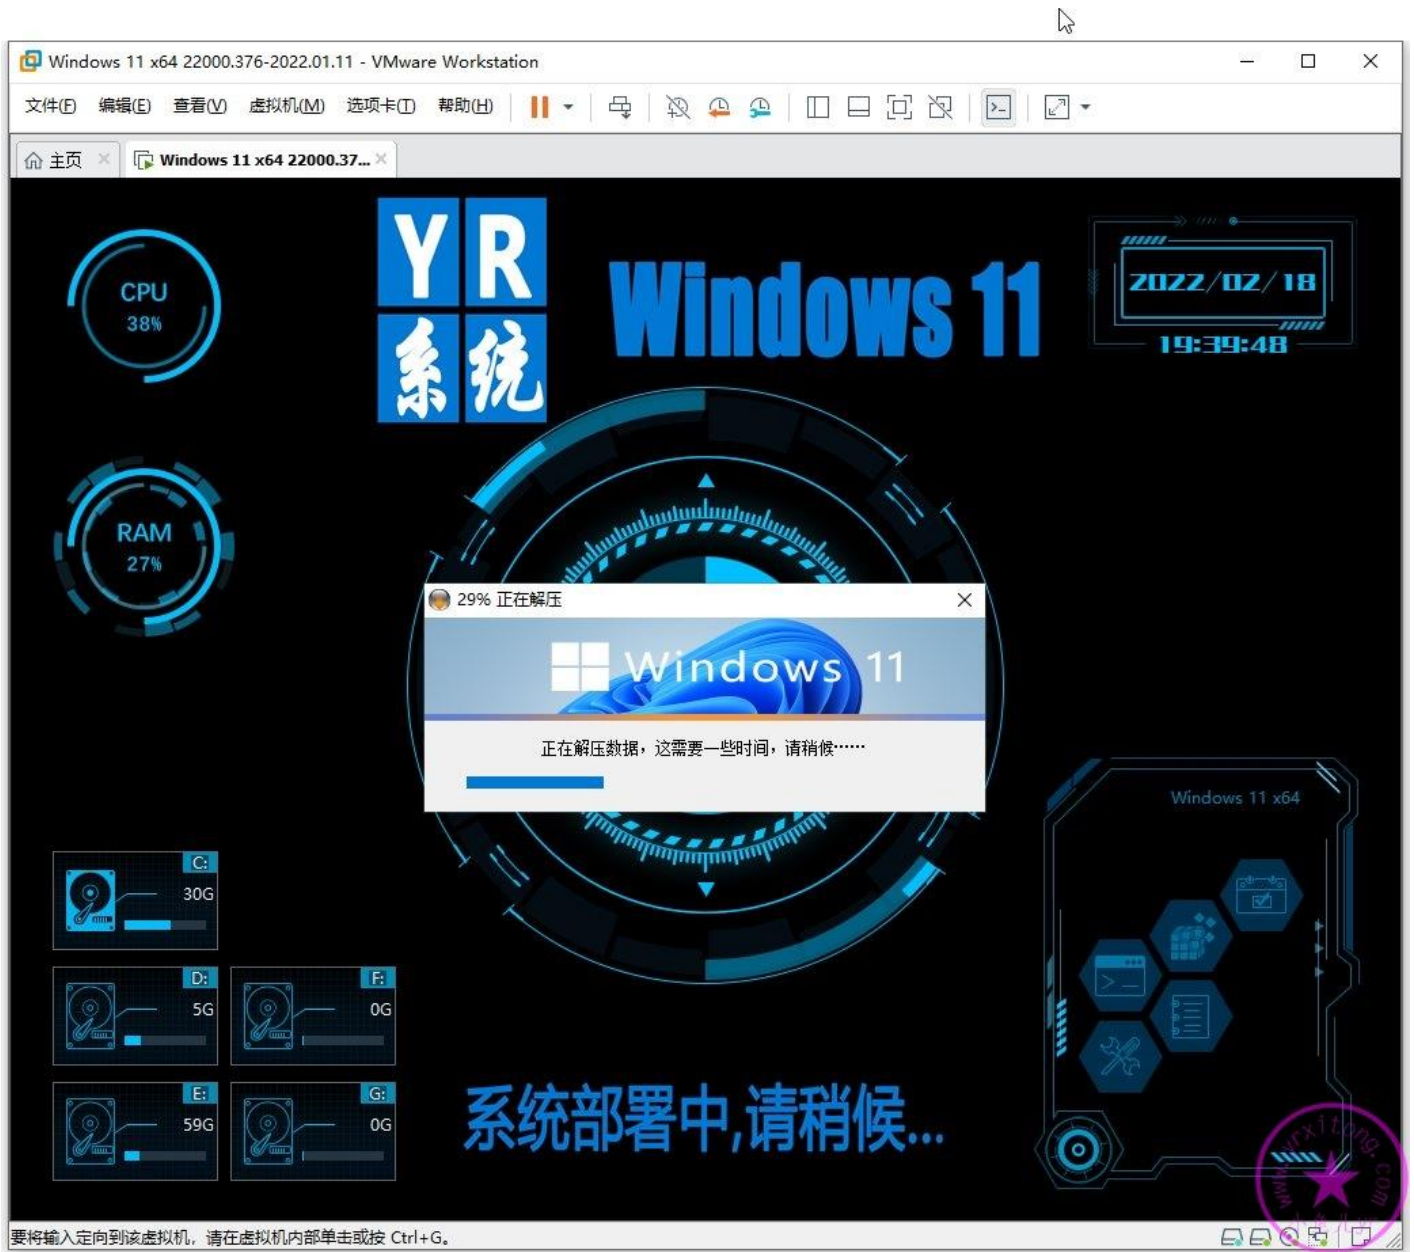 Windows 11 x64 22000.376-2022.01.11 - VMware Workstation
文件(F) 编辑(E) 查看(V) 虚拟机(M) 选项卡(T) 帮助(H)
主页
Windows 11 x64 22000.37...
YR
系统
Windows 11
2022/02/18
19:39:48
CPU
38%
RAM
27%
29% 正在解压
Windows 11
正在解压数据，这需要一些时间，请稍候……
Windows 11 x64
C:
30G
D:
5G
F:
0G
E:
59G
G:
0G
系统部署中,请稍候...
www.yrxitong.com
要将输入定向到该虚拟机，请在虚拟机内部单击或按 Ctrl+G。